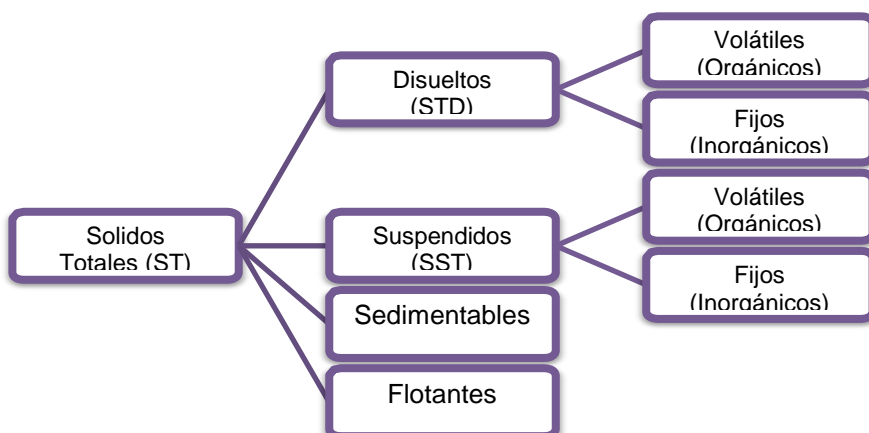 Solidos
Totales (ST)
Disueltos
(STD)
Volátiles
(Orgánicos)
Fijos
(Inorgánicos)
Suspendidos
(SST)
Volátiles
(Orgánicos)
Fijos
(Inorgánicos)
Sedimentables
Flotantes